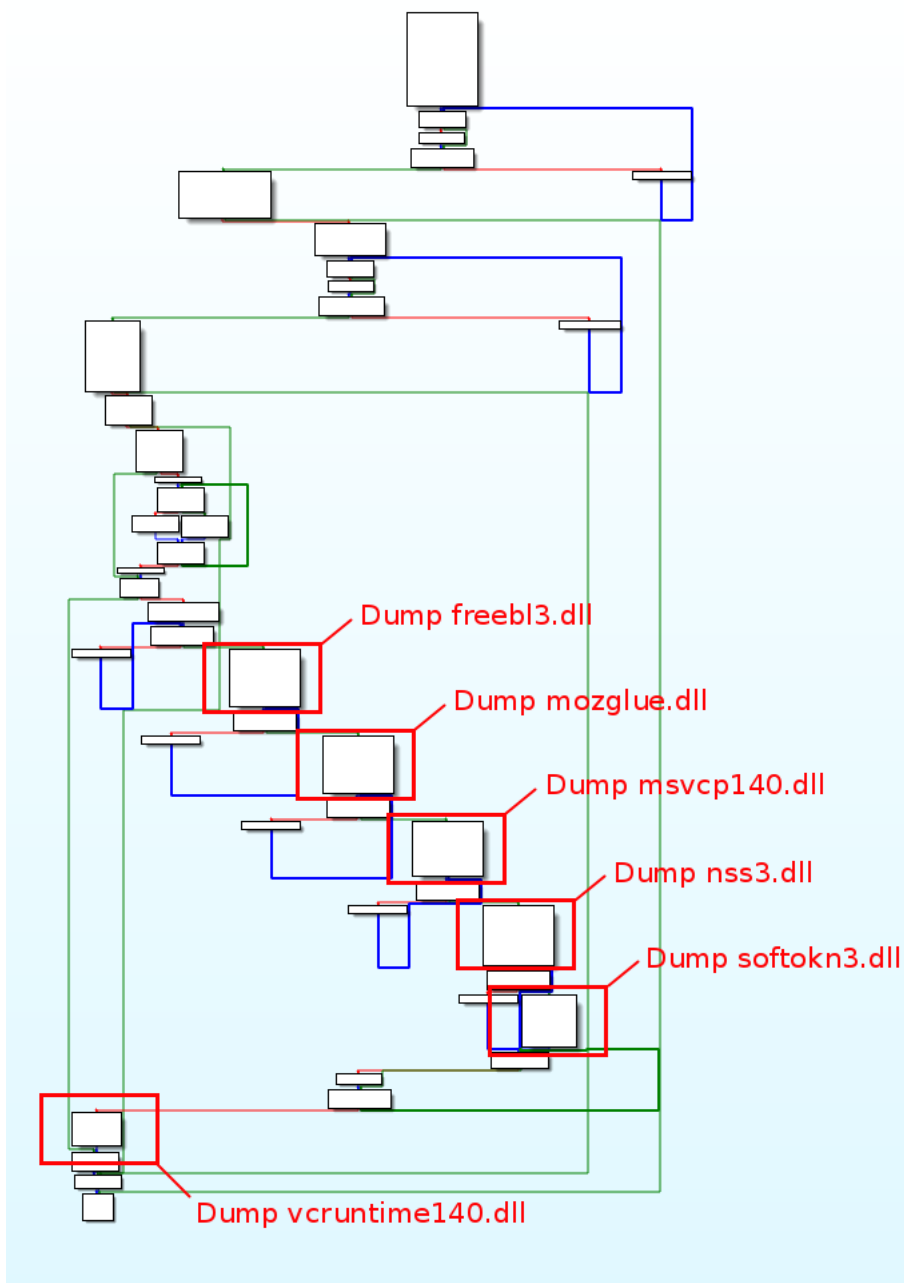 Dump freebl3.dll
Dump mozglue.dll
Dump msvcp140.dll
Dump nss3.dll
Dump softokn3.dll
Dump vcruntime140.dll